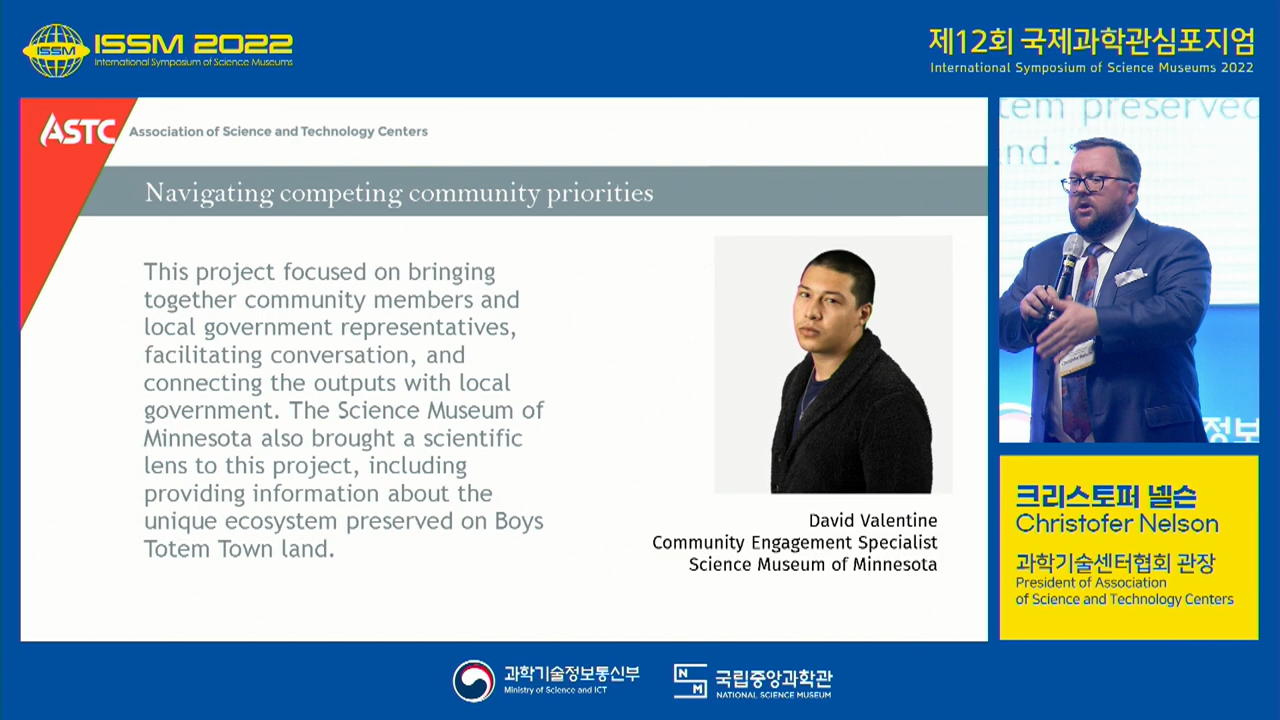 ISSM
ISSM 2022
International Symposium of Science Museums
제12회 국제과학관심포지엄
International Symposium of Science Museums 2022
ASTC
Association of Science and Technology Centers
Navigating competing community priorities
This project focused on bringing
together community members and
local government representatives,
facilitating conversation, and
connecting the outputs with local
government. The Science Museum of
Minnesota also brought a scientific
lens to this project, including
providing information about the
unique ecosystem preserved on Boys
Totem Town land.
David Valentine
Community Engagement Specialist
Science Museum of Minnesota
tem preserved
nd.
정보
크리스토퍼 넬슨
Christofer Nelson
과학기술센터협회 관장
President of Association
of Science and Technology Centers
과학기술정보통신부
Ministry of Science and ICT
NSM
국립중앙과학관
NATIONAL SCIENCE MUSEUM